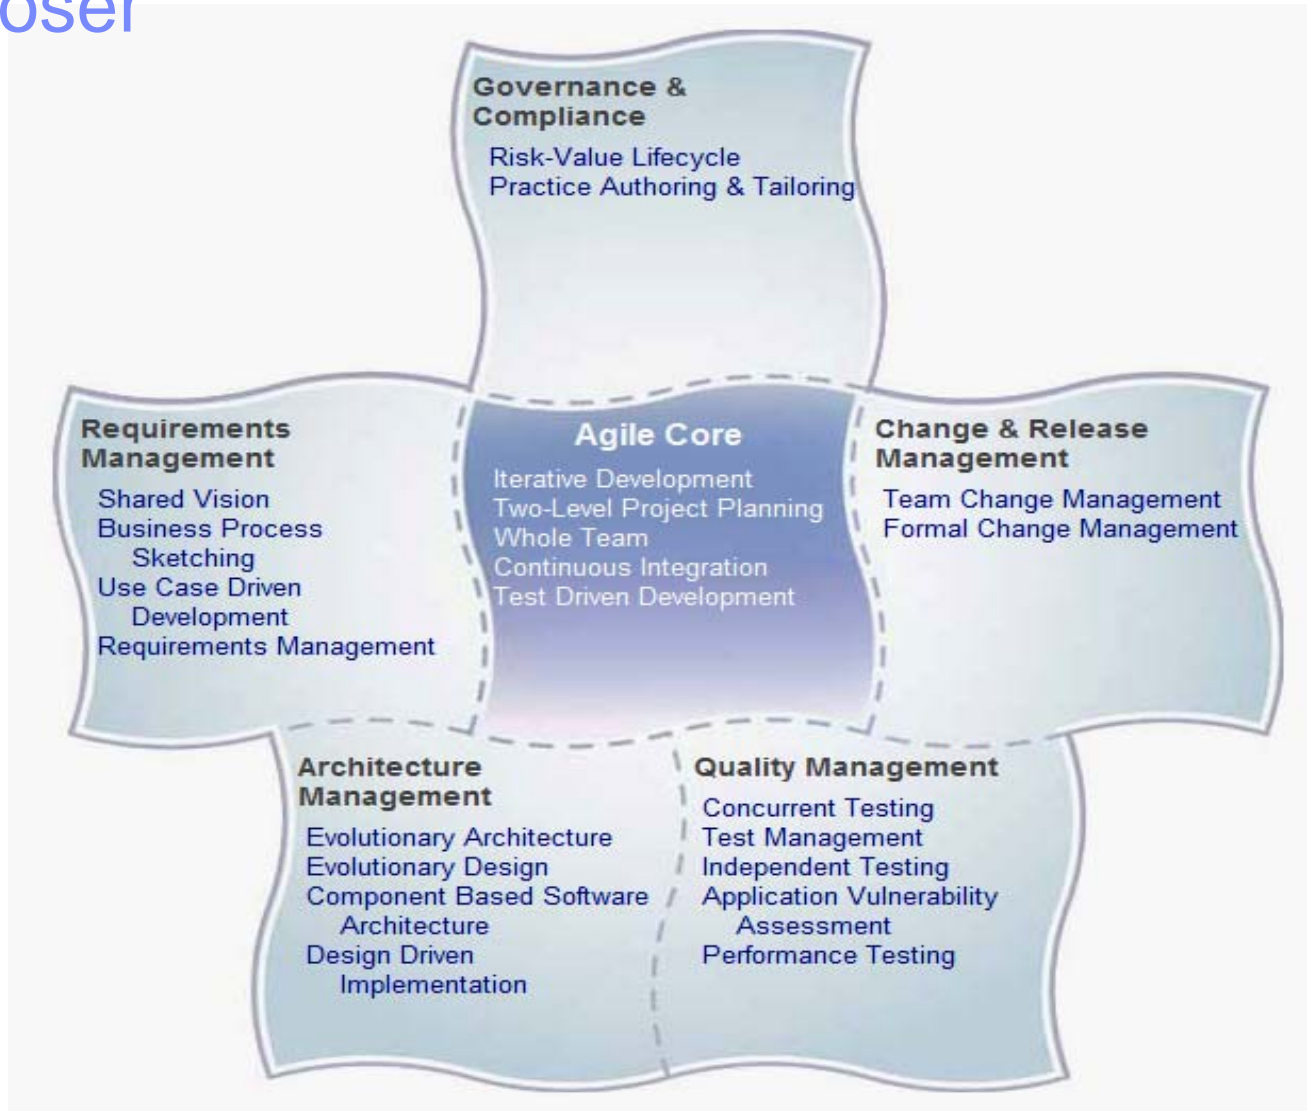 oser
Governance &
Compliance
Risk-Value Lifecycle
Practice Authoring & Tailoring
Requirements
Management
Shared Vision
Business Process
Sketching
Use Case Driven
Development
Requirements Management
Agile Core
Iterative Development
Two-Level Project Planning
Whole Team
Continuous Integration
Test Driven Development
Change & Release
Management
Team Change Management
Formal Change Management
Architecture
Management
Evolutionary Architecture
Evolutionary Design
Component Based Software
Architecture
Design Driven
Implementation
Quality Management
Concurrent Testing
Test Management
Independent Testing
Application Vulnerability
Assessment
Performance Testing